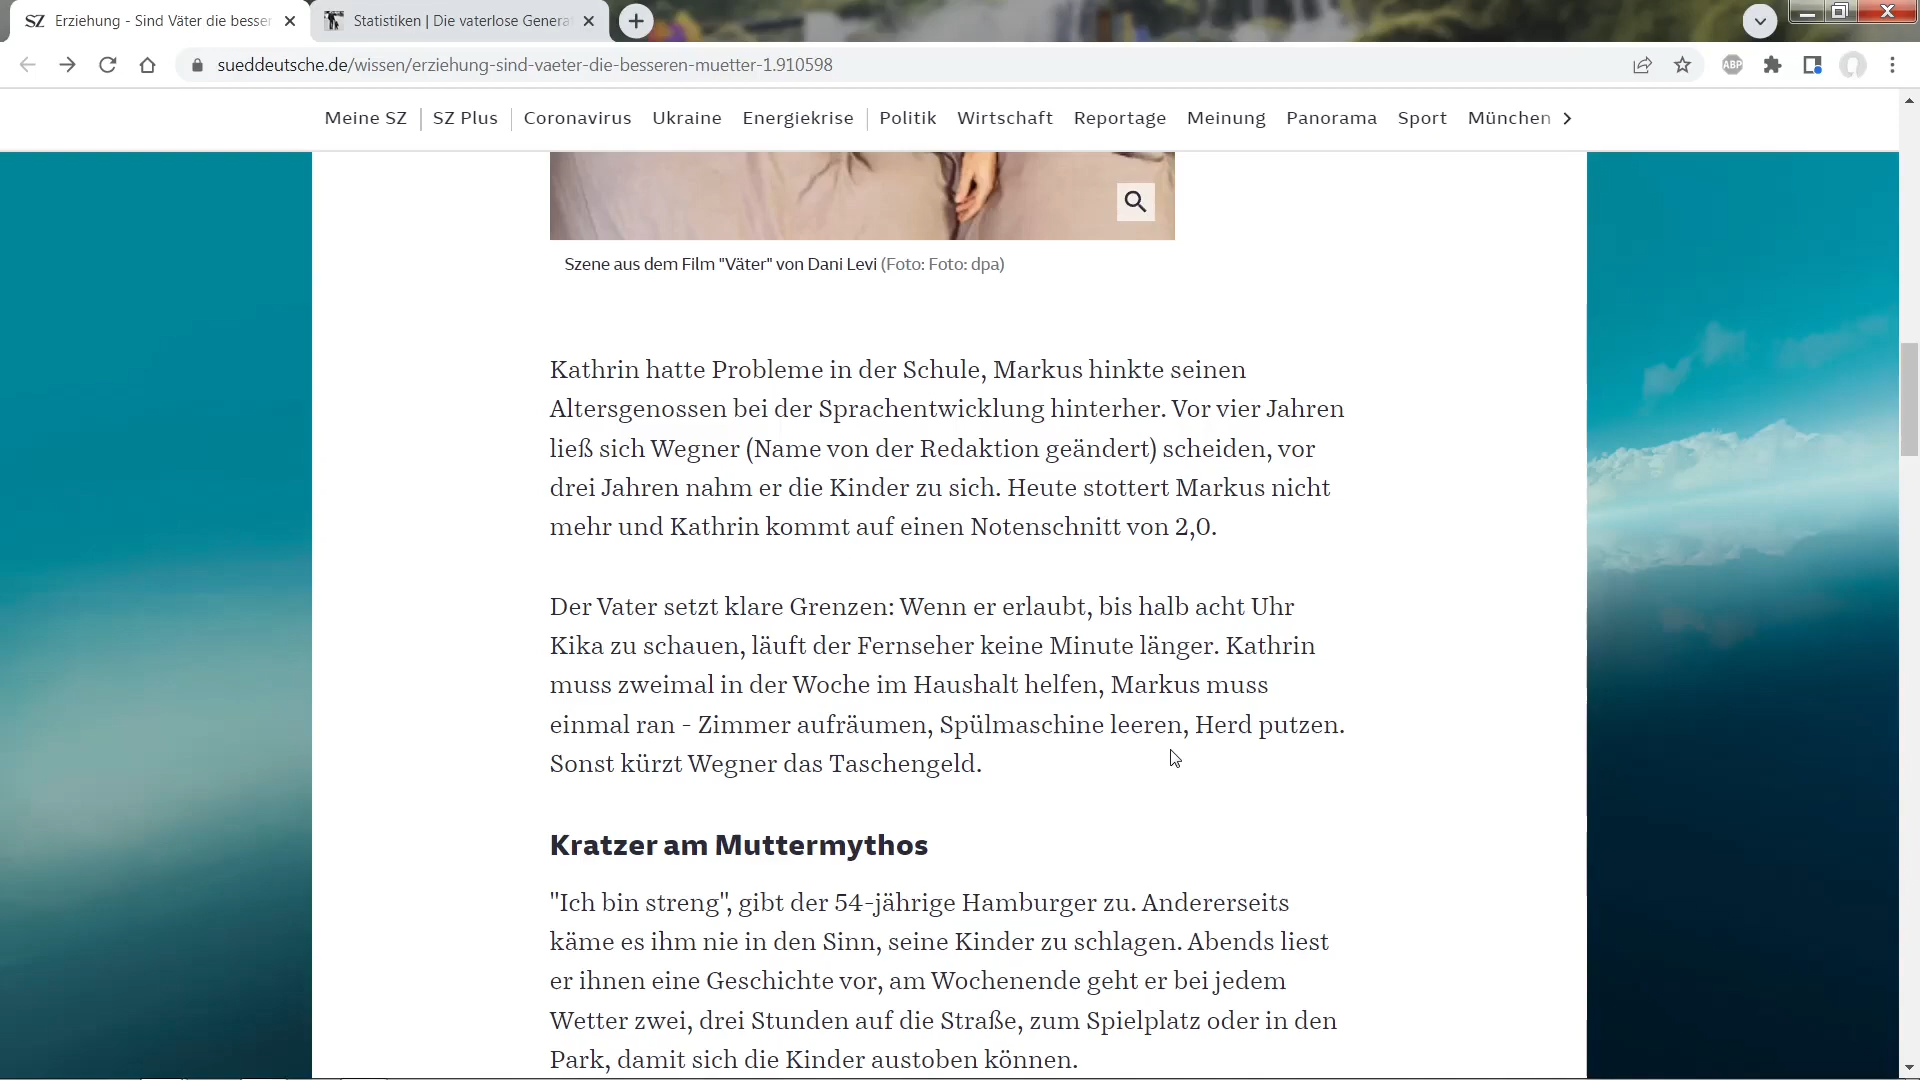 Erziehung - Sind Väter die besser
Statistiken | Die vaterlose Genera
sueddeutsche.de/wissen/erziehung-sind-vaeter-die-besseren-muetter-1.910598
ABP
Meine SZ | SZ Plus | Coronavirus Ukraine Energiekrise | Politik Wirtschaft Reportage Meinung Panorama Sport München
Szene aus dem Film "Väter" von Dani Levi (Foto: Foto: dpa)
Kathrin hatte Probleme in der Schule, Markus hinkte seinen
Altersgenossen bei der Sprachentwicklung hinterher. Vor vier Jahren
ließ sich Wegner (Name von der Redaktion geändert) scheiden, vor
drei Jahren nahm er die Kinder zu sich. Heute stottert Markus nicht
mehr und Kathrin kommt auf einen Notenschnitt von 2,0.
Der Vater setzt klare Grenzen: Wenn er erlaubt, bis halb acht Uhr
Kika zu schauen, läuft der Fernseher keine Minute länger. Kathrin
muss zweimal in der Woche im Haushalt helfen, Markus muss
einmal ran - Zimmer aufräumen, Spülmaschine leeren, Herd putzen.
Sonst kürzt Wegner das Taschengeld.
Kratzer am Muttermythos
"Ich bin streng", gibt der 54-jährige Hamburger zu. Andererseits
käme es ihm nie in den Sinn, seine Kinder zu schlagen. Abends liest
er ihnen eine Geschichte vor, am Wochenende geht er bei jedem
Wetter zwei, drei Stunden auf die Straße, zum Spielplatz oder in den
Park, damit sich die Kinder austoben können.